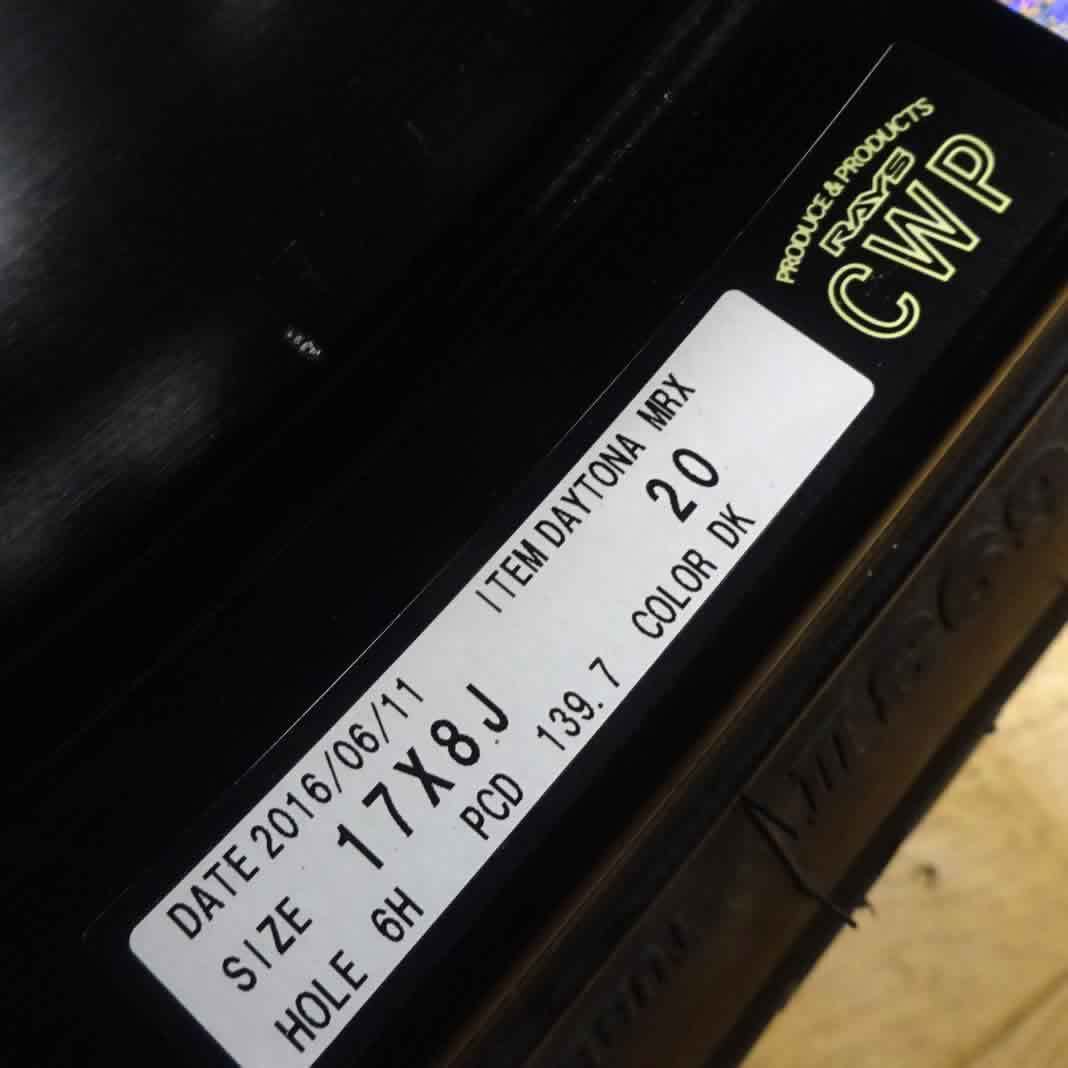 PRODUCE & PRODUCTS
RAYS
CWP
DATE 2016/06/11 ITEM DAYTONA MRX
SIZE 17X8J 20
HOLE 6H PCD 139.7 COLOR DK